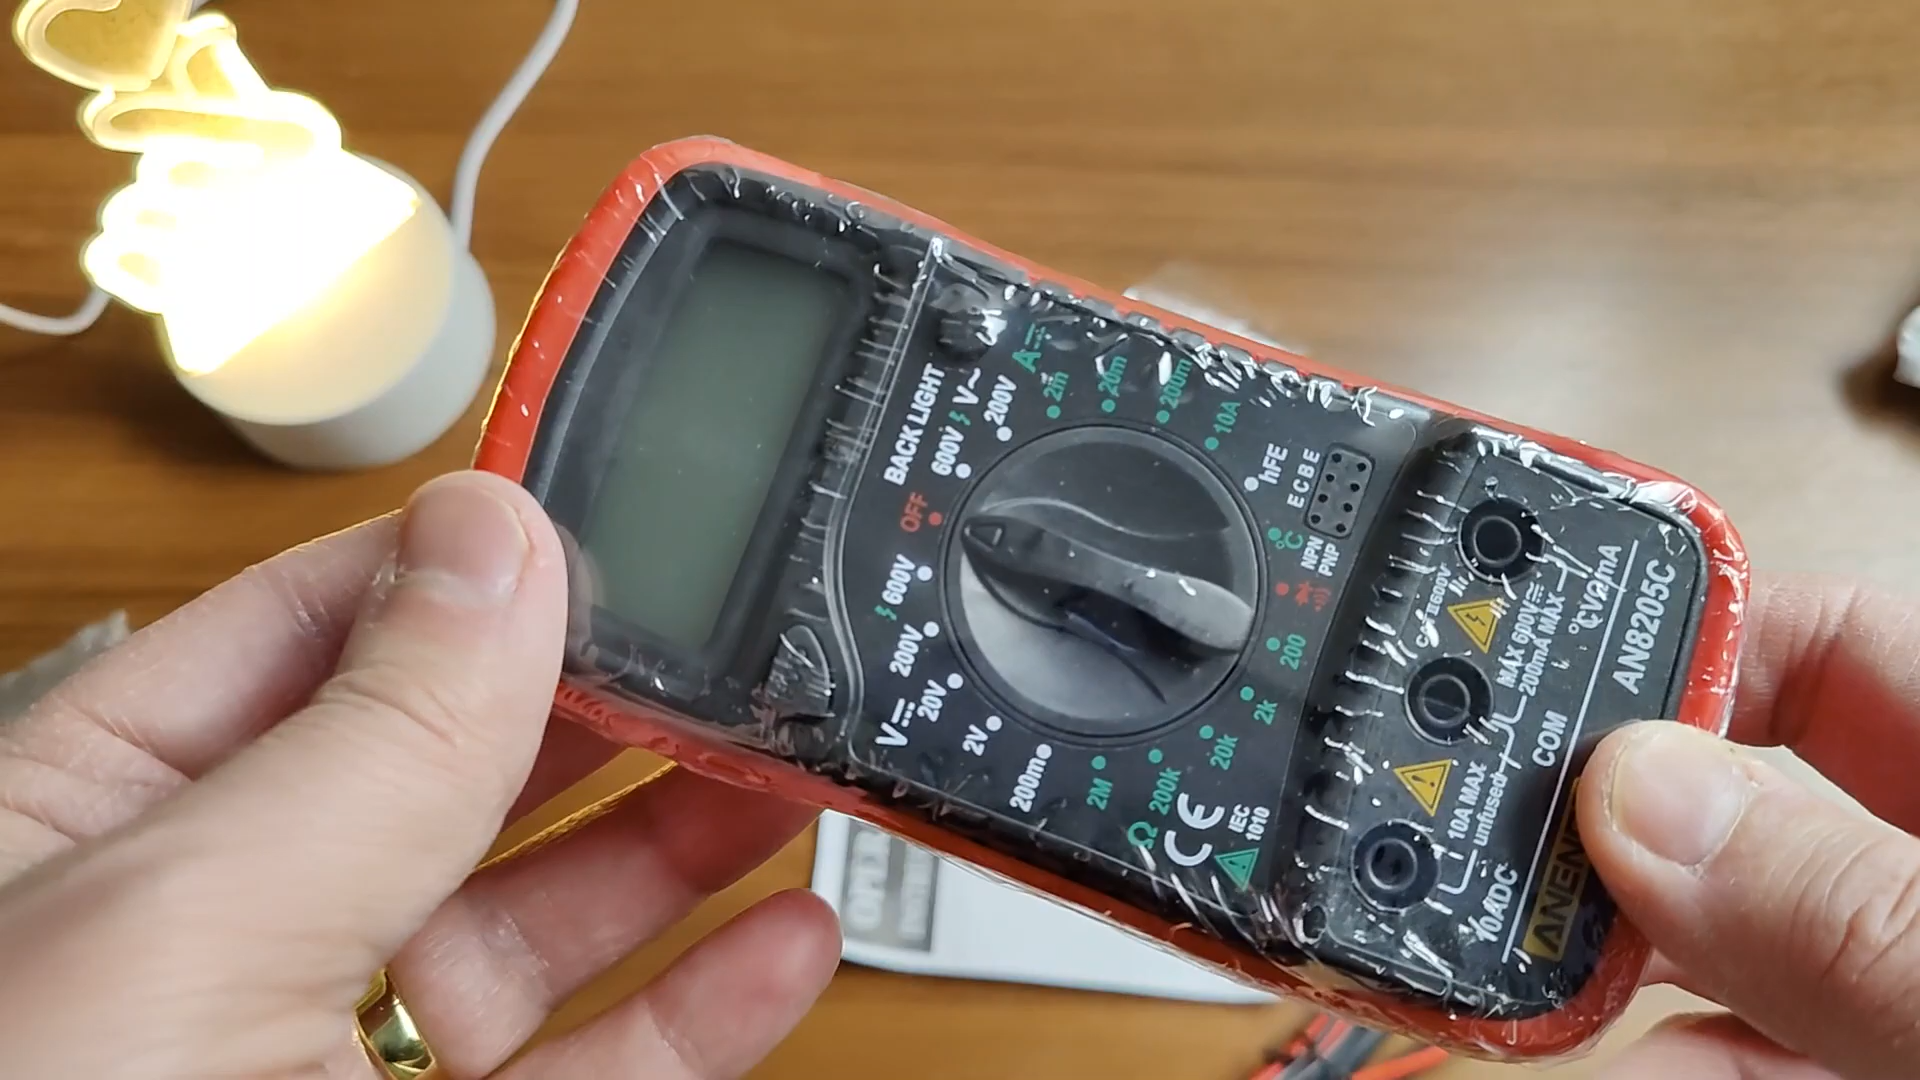 BACK LIGHT
OFF
600V
V~
200V
A
2m
20m
200m
10A
hFE
E C B E
NPN
PNP
°C
200
2k
20k
200k
2M
Ω
200m
2V
20V
200V
600V
V
CE
IEC
1010
MAX 600V
200mA MAX
°CVΩmA
COM
10A MAX
unfused
10ADC
AN8205C